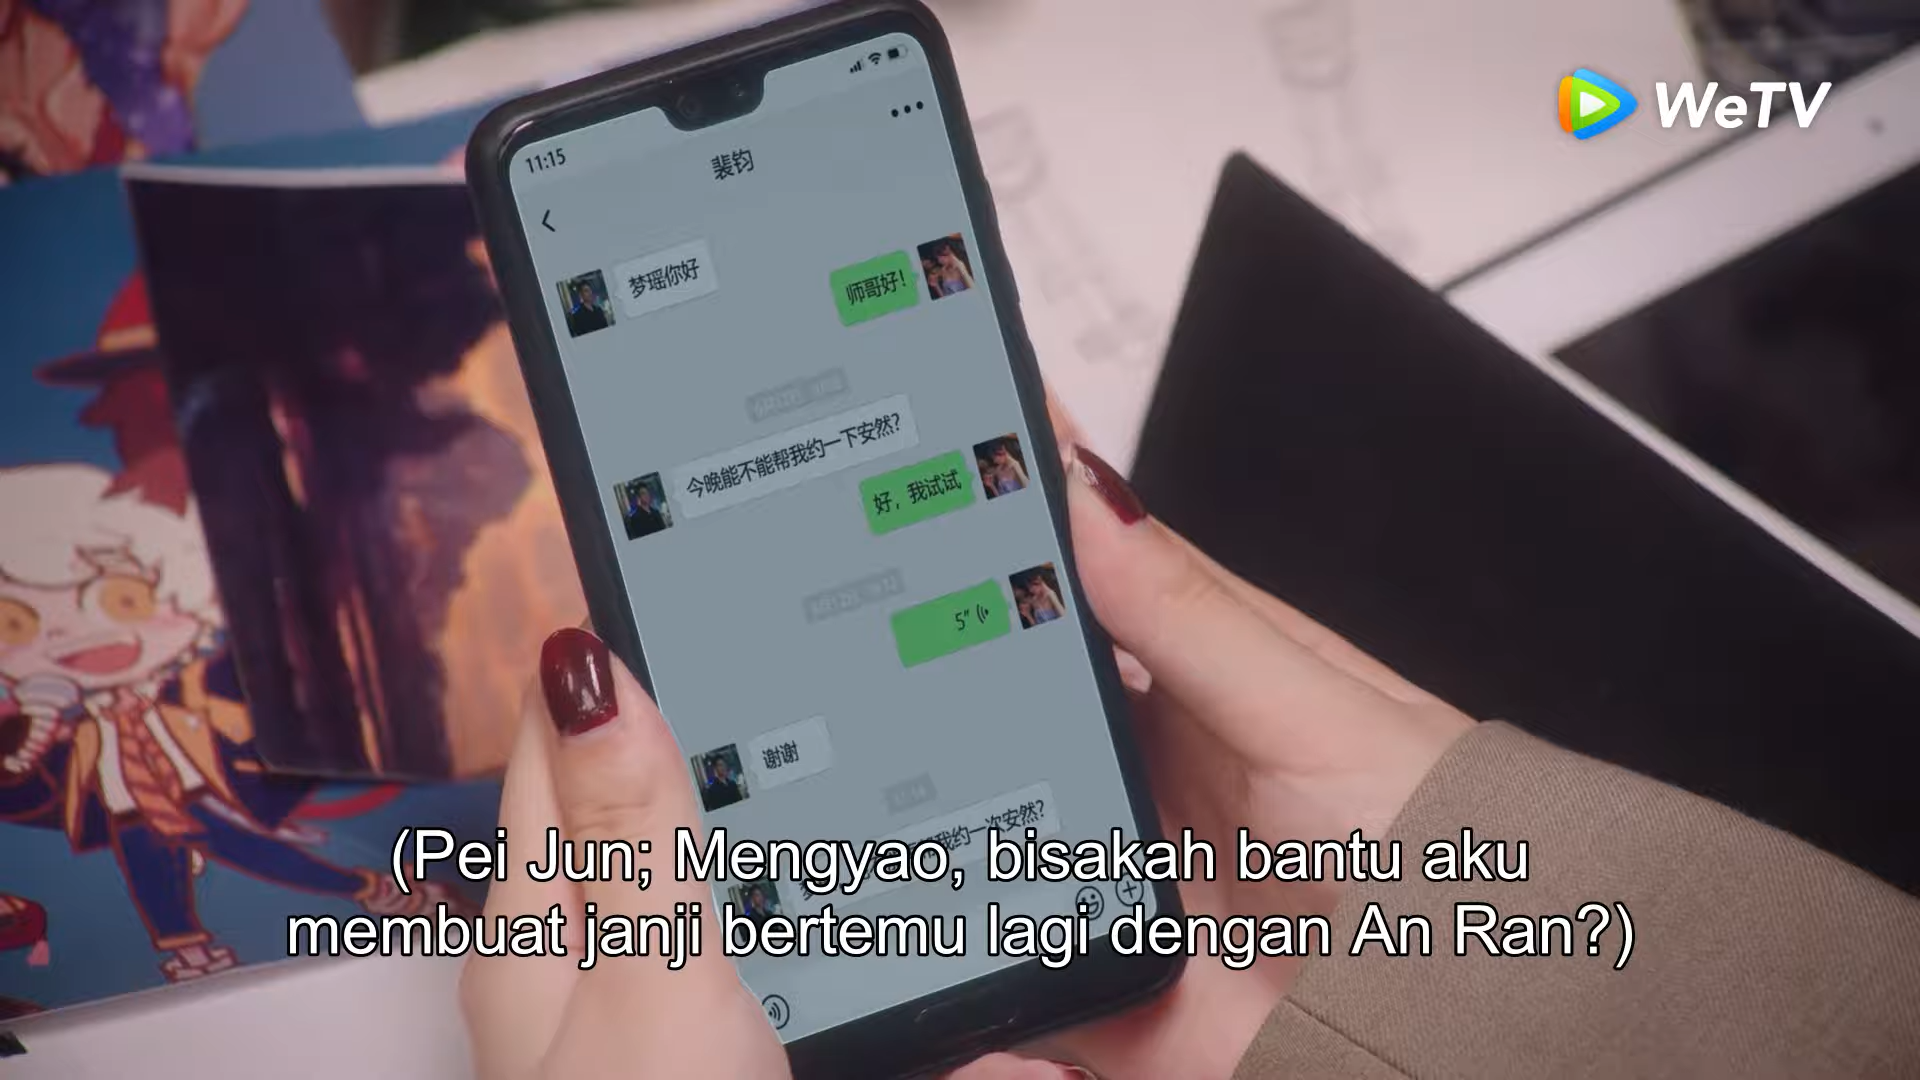 WeTV
11:15
裴钧
梦瑶你好
师哥好！
今晚能不能帮我约一下安然？
好，我试试
5"
谢谢
帮我约一次安然？
(Pei Jun; Mengyao, bisakah bantu aku
membuat janji bertemu lagi dengan An Ran?)